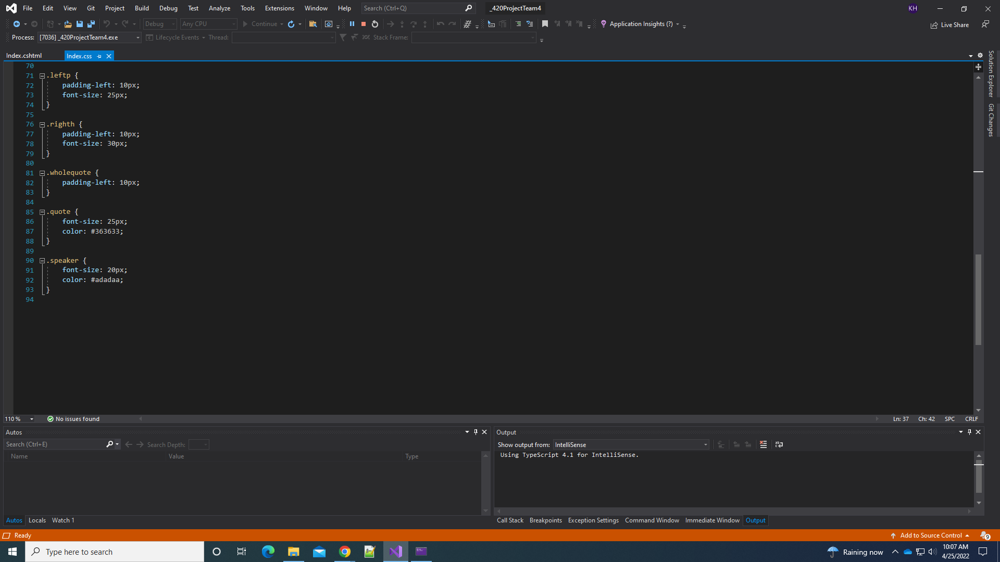 File Edit View Git Project Build Debug Test Analyze Tools Extensions Window Help Search (Ctrl+Q) _420ProjectTeam4 KH
Debug Any CPU Continue Application Insights (?) Live Share
Process: [7036] _420ProjectTeam4.exe Lifecycle Events Thread: Stack Frame:
Index.cshtml Index.css
Solution Explorer
Git Changes
70
71 .leftp {
72 padding-left: 10px;
73 font-size: 25px;
74 }
75
76 .righth {
77 padding-left: 10px;
78 font-size: 30px;
79 }
80
81 .wholequote {
82 padding-left: 10px;
83 }
84
85 .quote {
86 font-size: 25px;
87 color: #363633;
88 }
89
90 .speaker {
91 font-size: 20px;
92 color: #adadaa;
93 }
94
110 % No issues found Ln: 37 Ch: 42 SPC CRLF
Autos
Search (Ctrl+E) Search Depth:
Name Value Type
Autos Locals Watch 1
Output
Show output from: IntelliSense
Using TypeScript 4.1 for IntelliSense.
Call Stack Breakpoints Exception Settings Command Window Immediate Window Output
Ready Add to Source Control 9
Type here to search Raining now 10:07 AM
4/25/2022